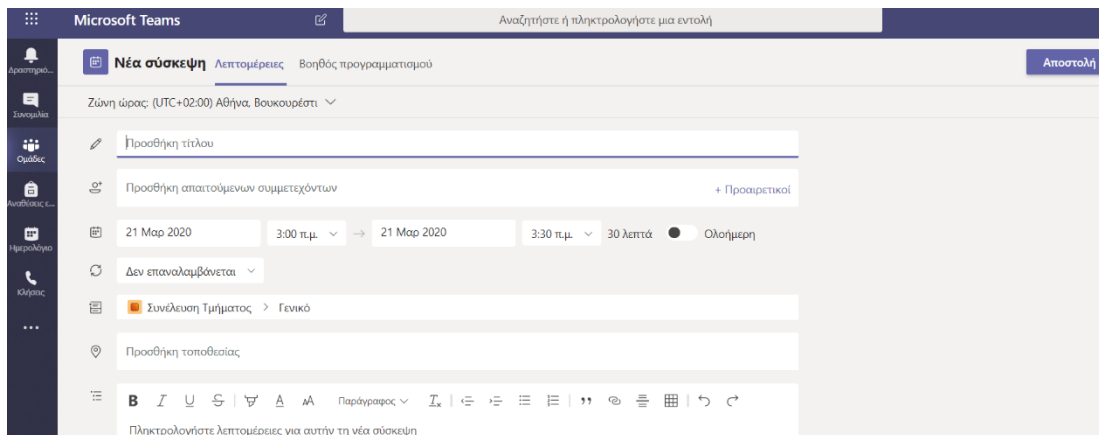 Microsoft Teams
Αναζητήστε ή πληκτρολογήστε μια εντολή
Δραστηριό...
Συνομιλία
Ομάδες
Αναθέσεις ε...
Ημερολόγιο
Κλήσεις
Νέα σύσκεψη Λεπτομέρειες Βοηθός προγραμματισμού
Αποστολή
Ζώνη ώρας: (UTC+02:00) Αθήνα, Βουκουρέστι
Προσθήκη τίτλου
Προσθήκη απαιτούμενων συμμετεχόντων + Προαιρετικοί
21 Μαρ 2020 3:00 π.μ. → 21 Μαρ 2020 3:30 π.μ. 30 λεπτά Ολοήμερη
Δεν επαναλαμβάνεται
Συνέλευση Τμήματος > Γενικό
Προσθήκη τοποθεσίας
Παράγραφος
Πληκτρολογήστε λεπτομέρειες για αυτήν τη νέα σύσκεψη